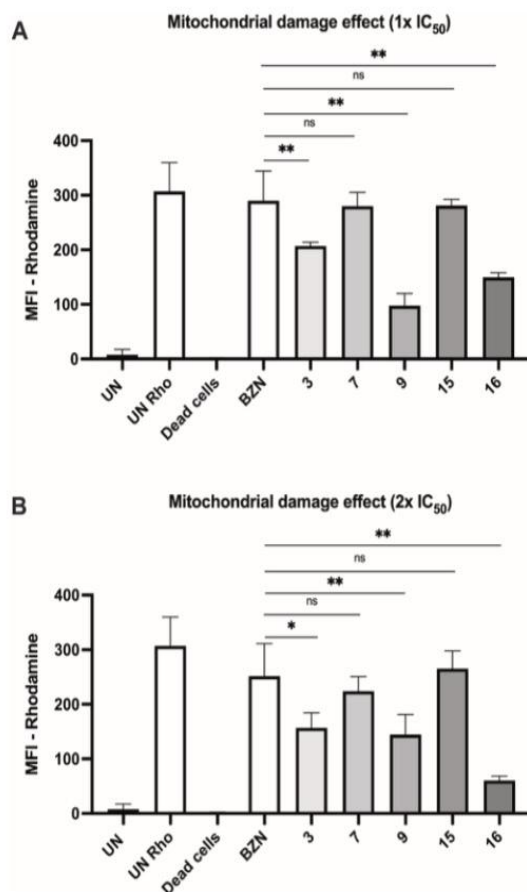 A
Mitochondrial damage effect (1x IC50)
**
ns
**
ns
**
MFI - Rhodamine
400
300
200
100
0
UN
UN Rho
Dead cells
BZN
3
7
9
15
16
B
Mitochondrial damage effect (2x IC50)
**
ns
**
ns
*
MFI - Rhodamine
400
300
200
100
0
UN
UN Rho
Dead cells
BZN
3
7
9
15
16